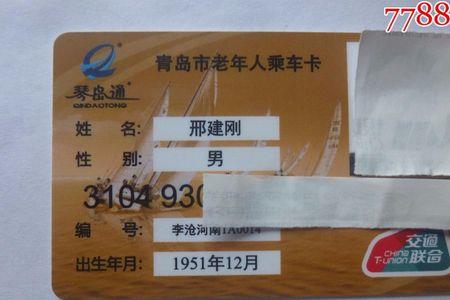 7788
琴岛通
QINDAOTONG
青岛市老年人乘车卡
姓 名: 邢建刚
性 别: 男
3104 930
编 号: 李沧河南1A0014
出生年月: 1951年12月
交通
联合
CHINA
T-UNION